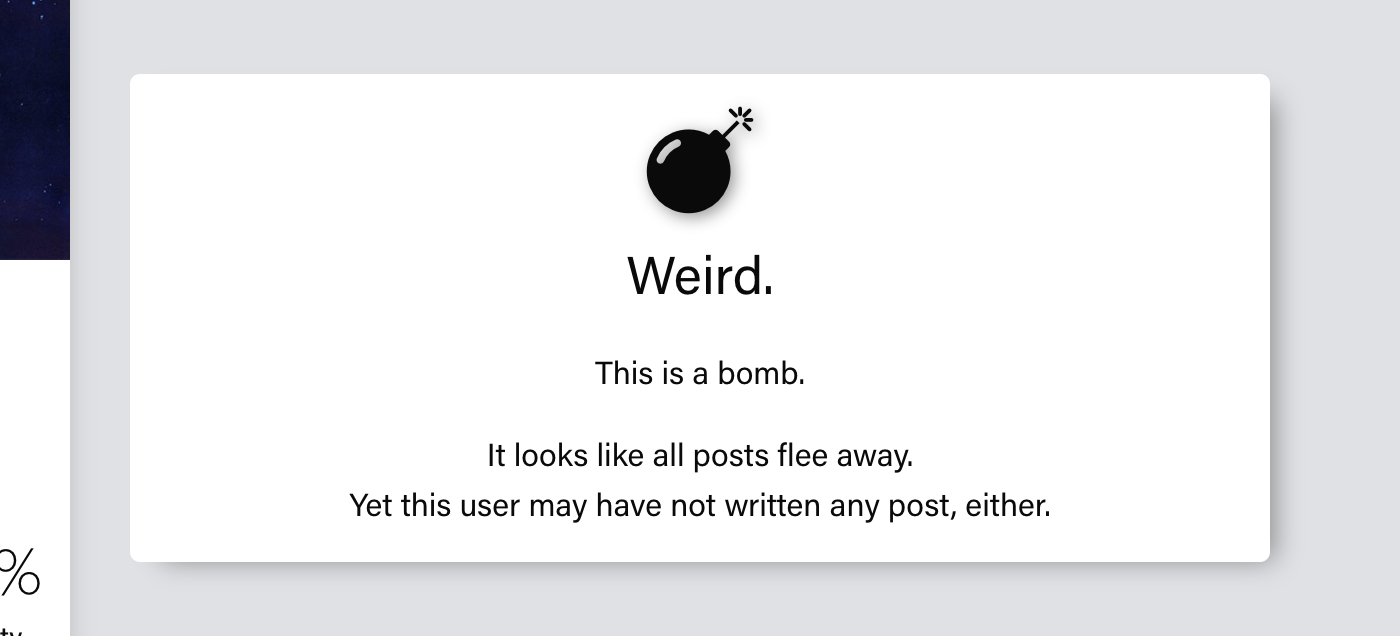 Weird.
This is a bomb.
It looks like all posts flee away.
Yet this user may have not written any post, either.
%